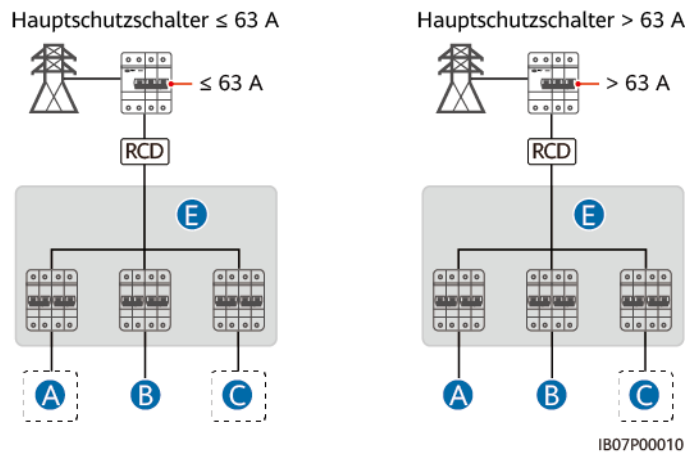 Hauptschutzschalter ≤ 63 A
≤ 63 A
RCD
E
A
B
C
Hauptschutzschalter > 63 A
> 63 A
RCD
E
A
B
C
IB07P00010